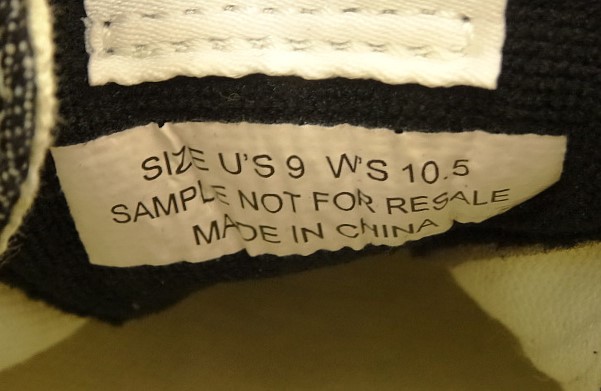 SIZE U'S 9 W'S 10.5
SAMPLE NOT FOR RESALE
MADE IN CHINA